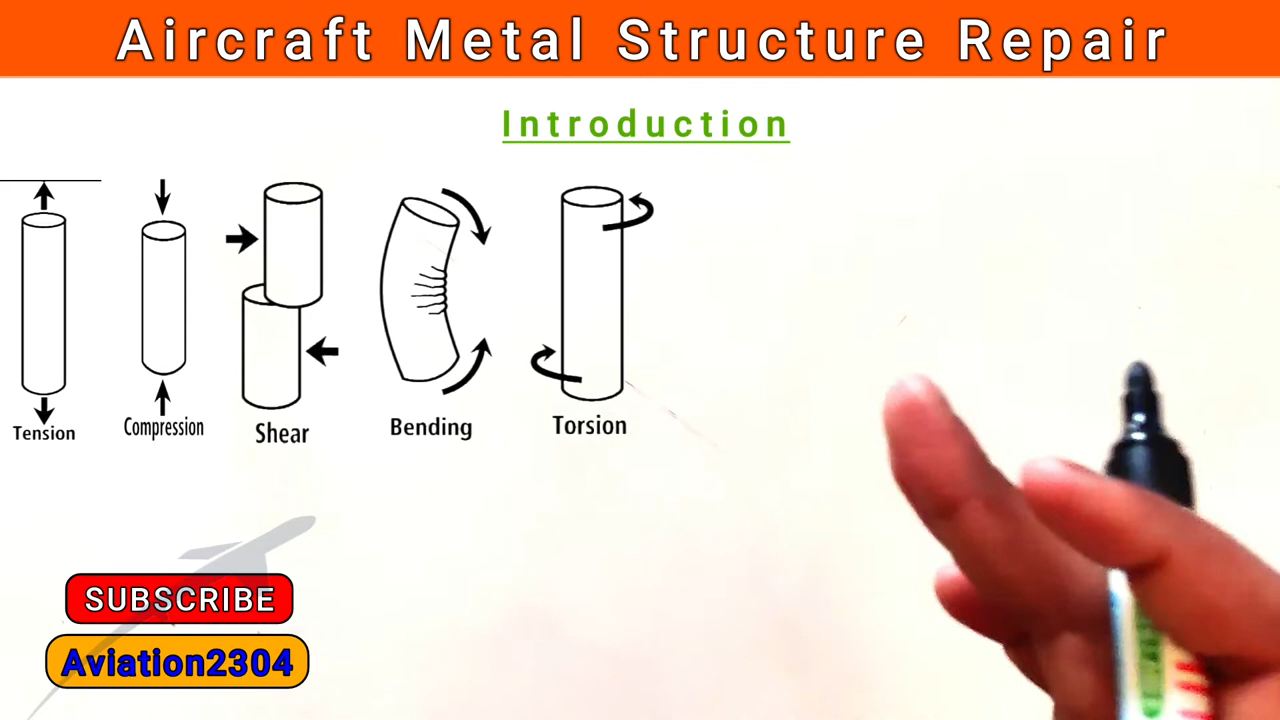 Aircraft Metal Structure Repair
Introduction
Tension
Compression
Shear
Bending
Torsion
SUBSCRIBE
Aviation2304